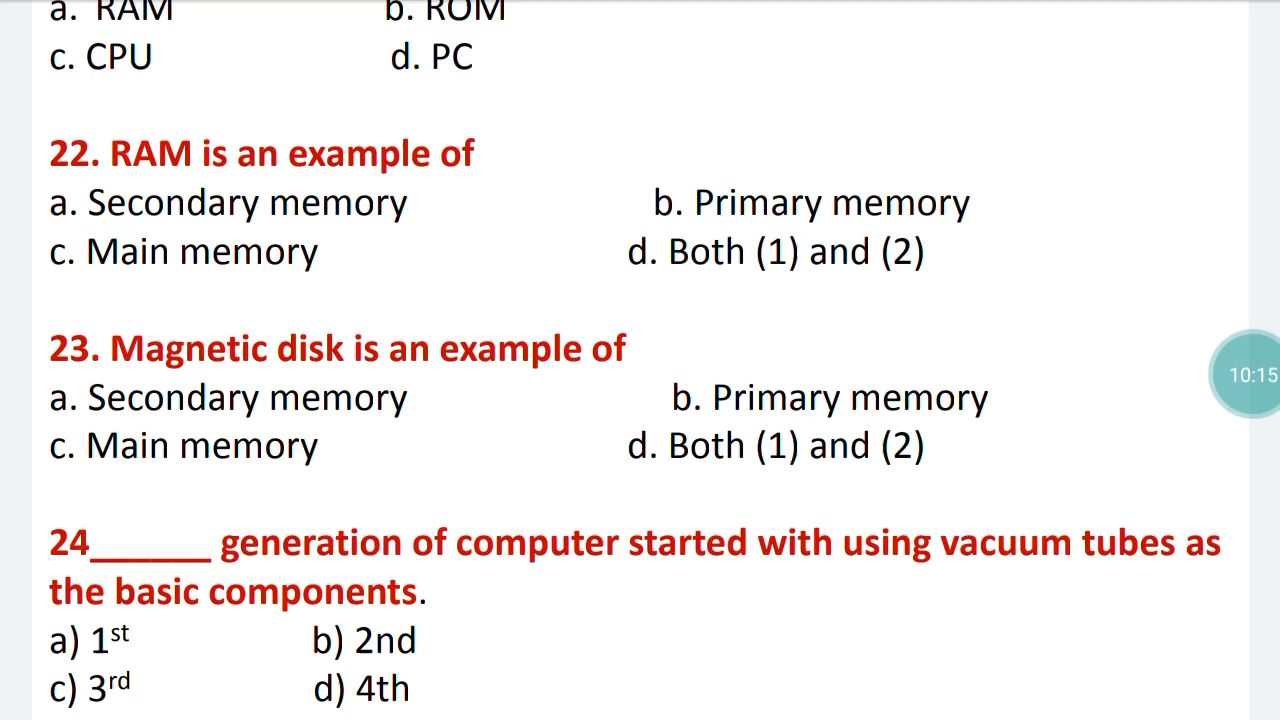 a. RAM b. ROM
c. CPU d. PC
22. RAM is an example of
a. Secondary memory b. Primary memory
c. Main memory d. Both (1) and (2)
23. Magnetic disk is an example of
a. Secondary memory b. Primary memory
c. Main memory d. Both (1) and (2)
10:15
24______ generation of computer started with using vacuum tubes as
the basic components.
a) 1st b) 2nd
c) 3rd d) 4th